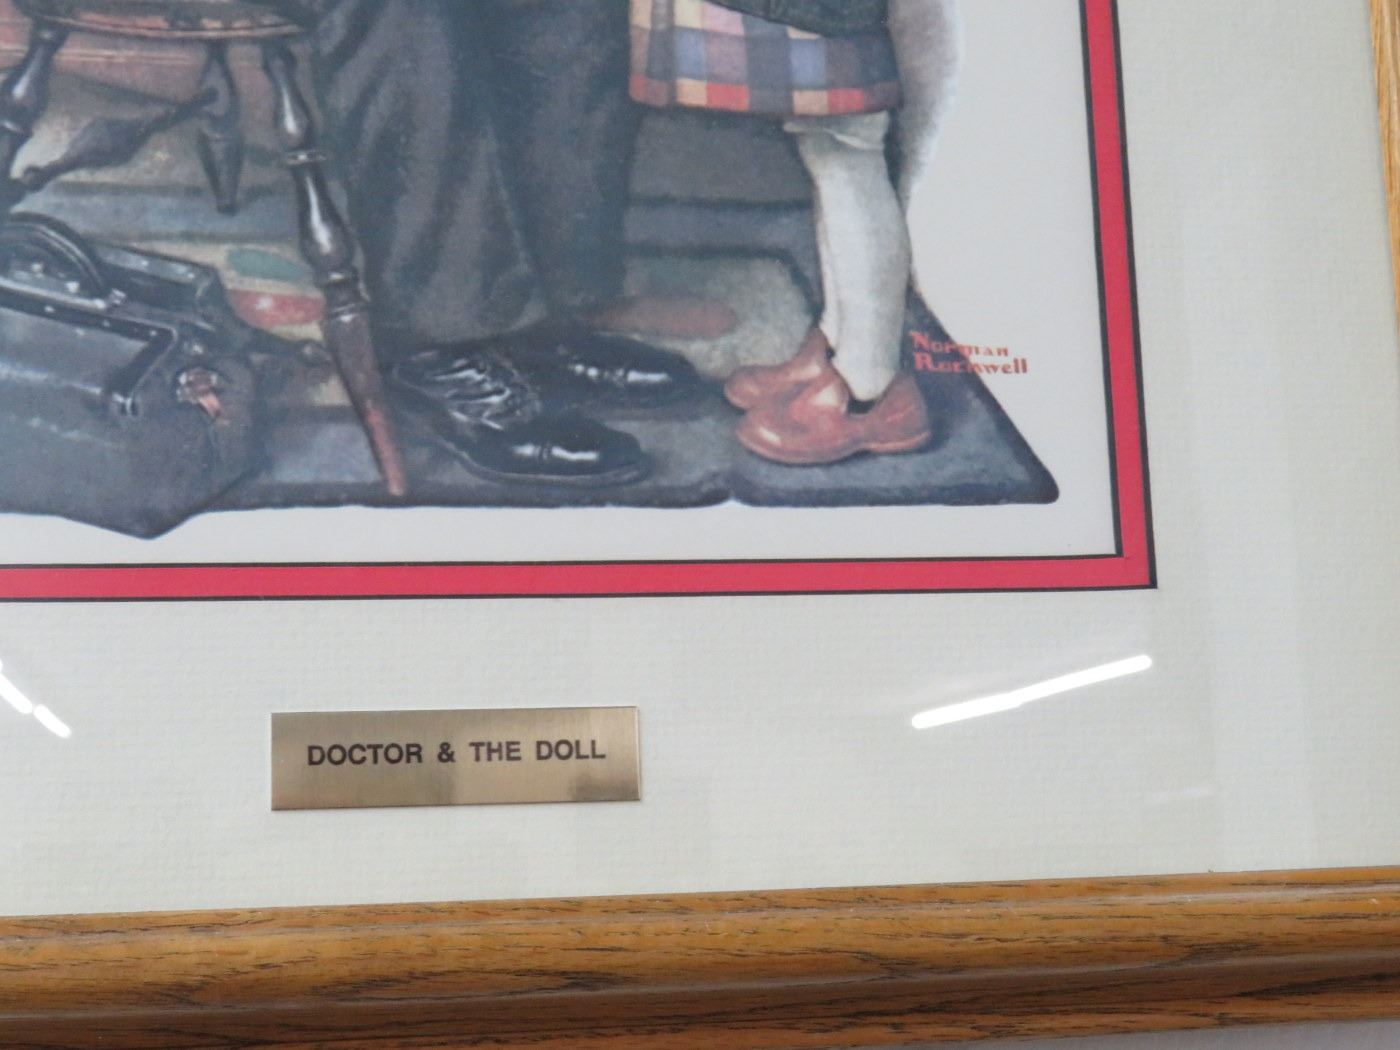 Norman
Rockwell
DOCTOR & THE DOLL